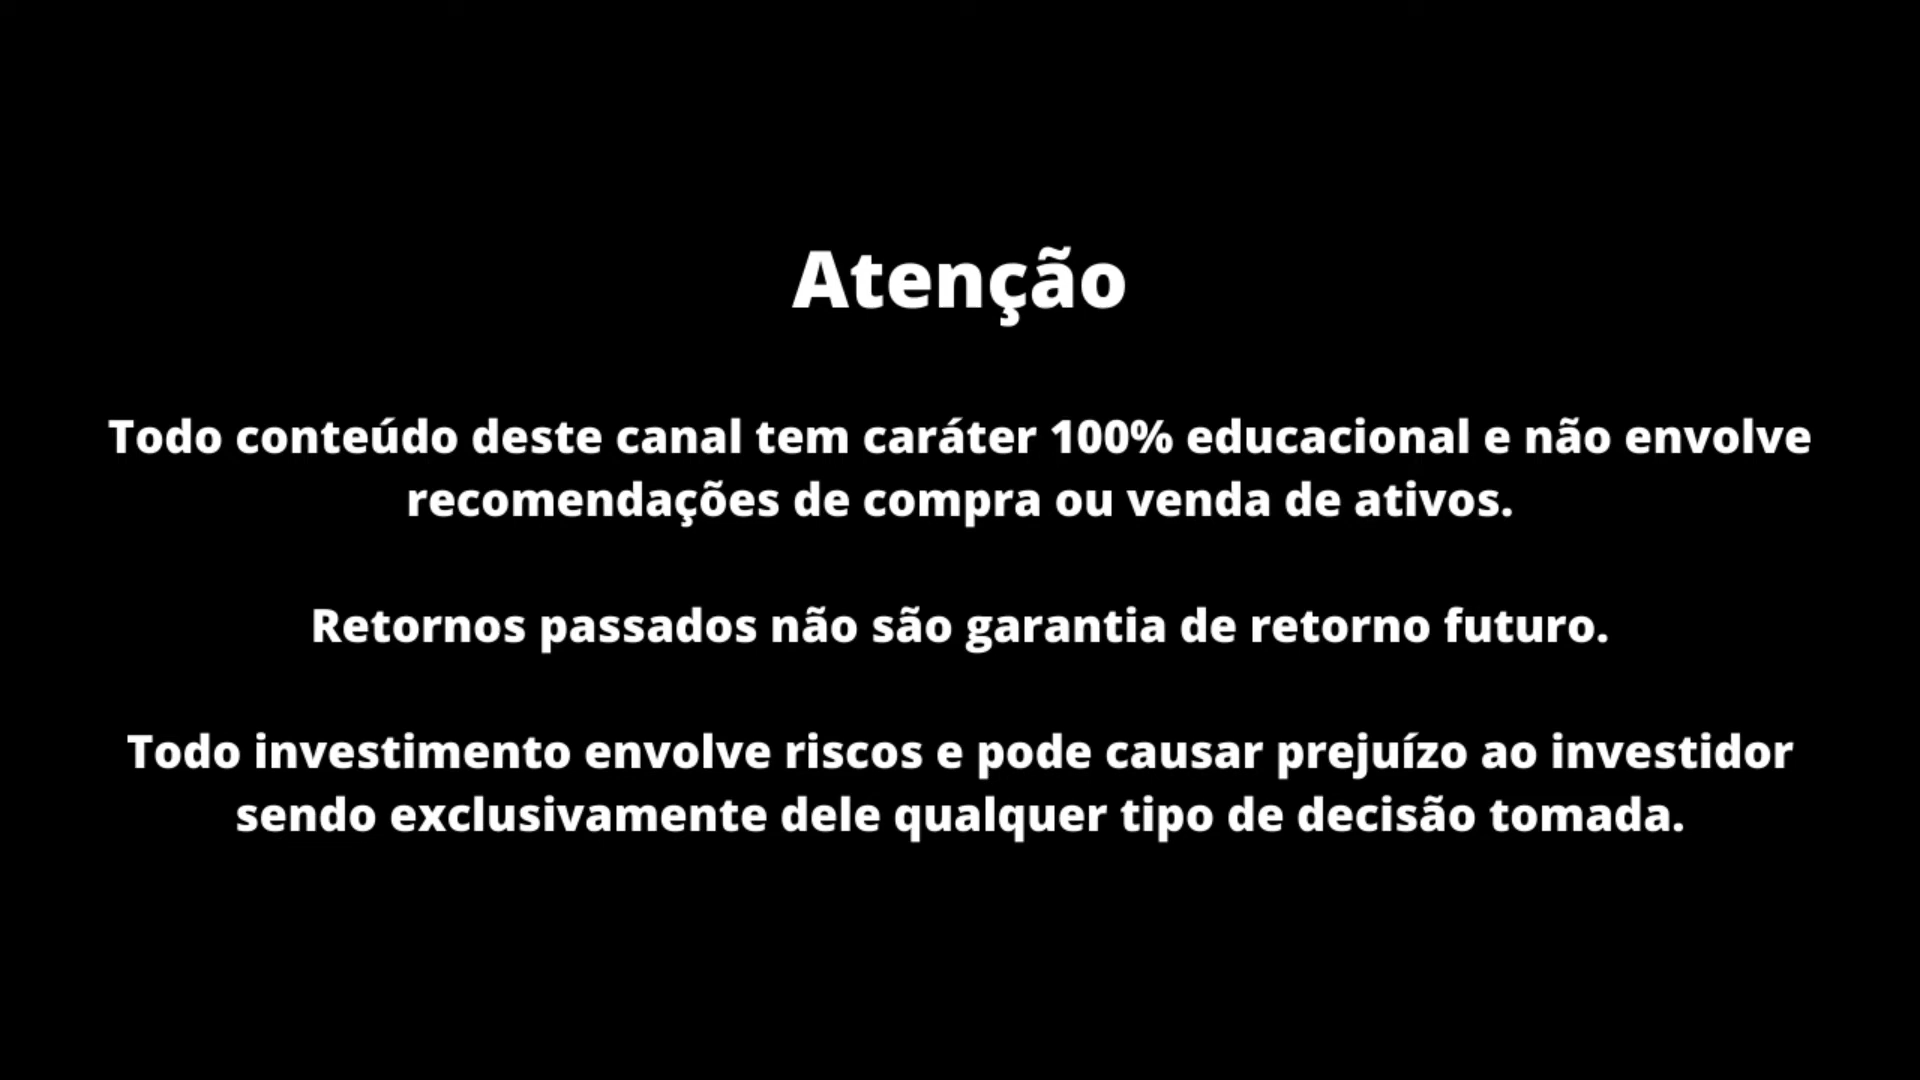 Atenção
Todo conteúdo deste canal tem caráter 100% educacional e não envolve
recomendações de compra ou venda de ativos.
Retornos passados não são garantia de retorno futuro.
Todo investimento envolve riscos e pode causar prejuízo ao investidor
sendo exclusivamente dele qualquer tipo de decisão tomada.